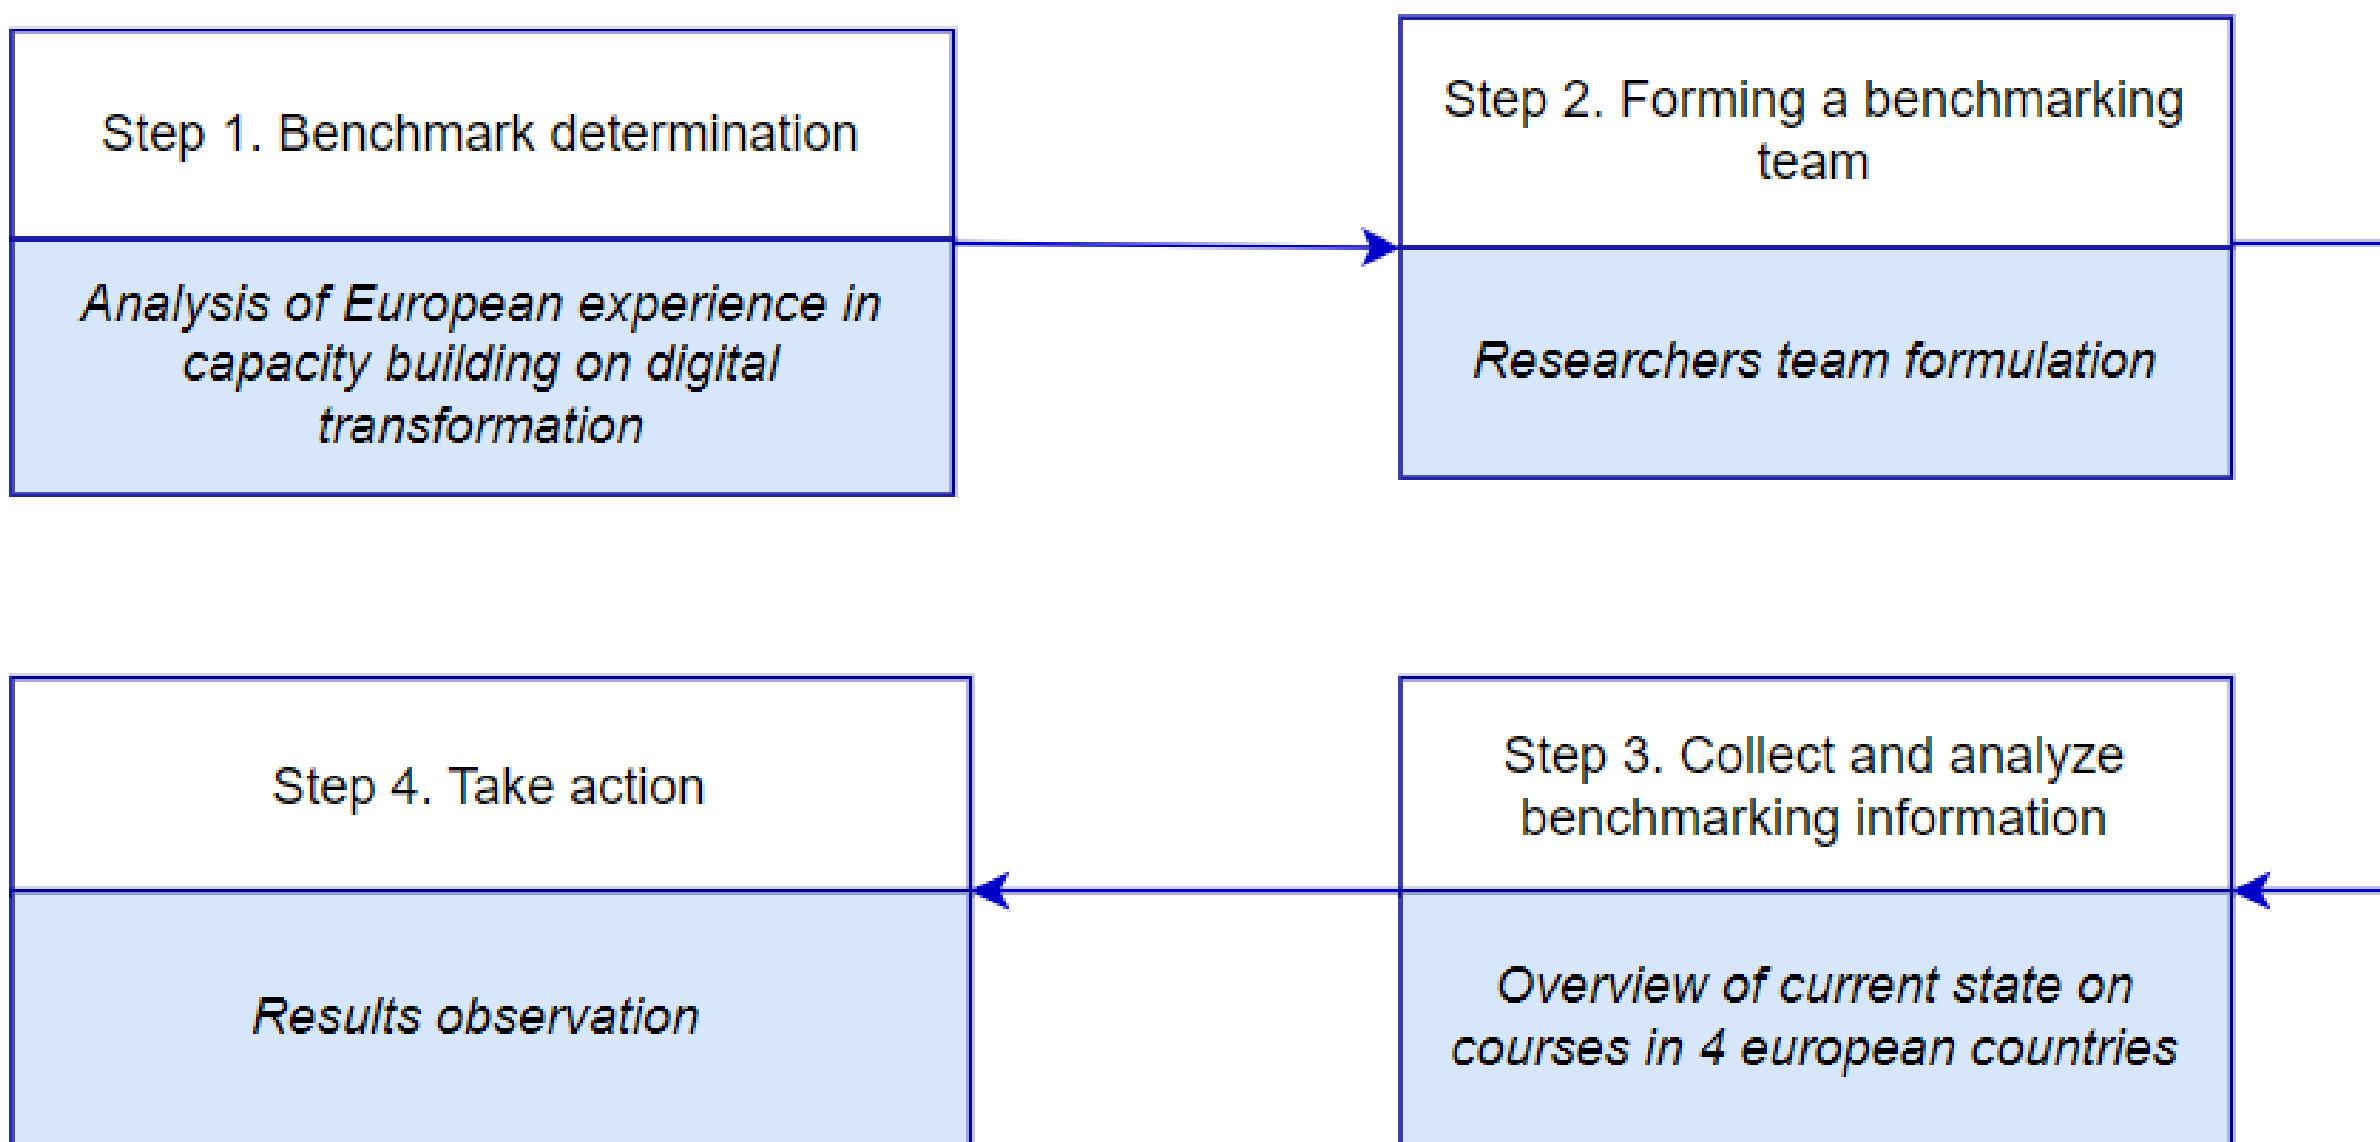 Step 1. Benchmark determination
Analysis of European experience in
capacity building on digital
transformation
Step 2. Forming a benchmarking
team
Researchers team formulation
Step 3. Collect and analyze
benchmarking information
Overview of current state on
courses in 4 european countries
Step 4. Take action
Results observation